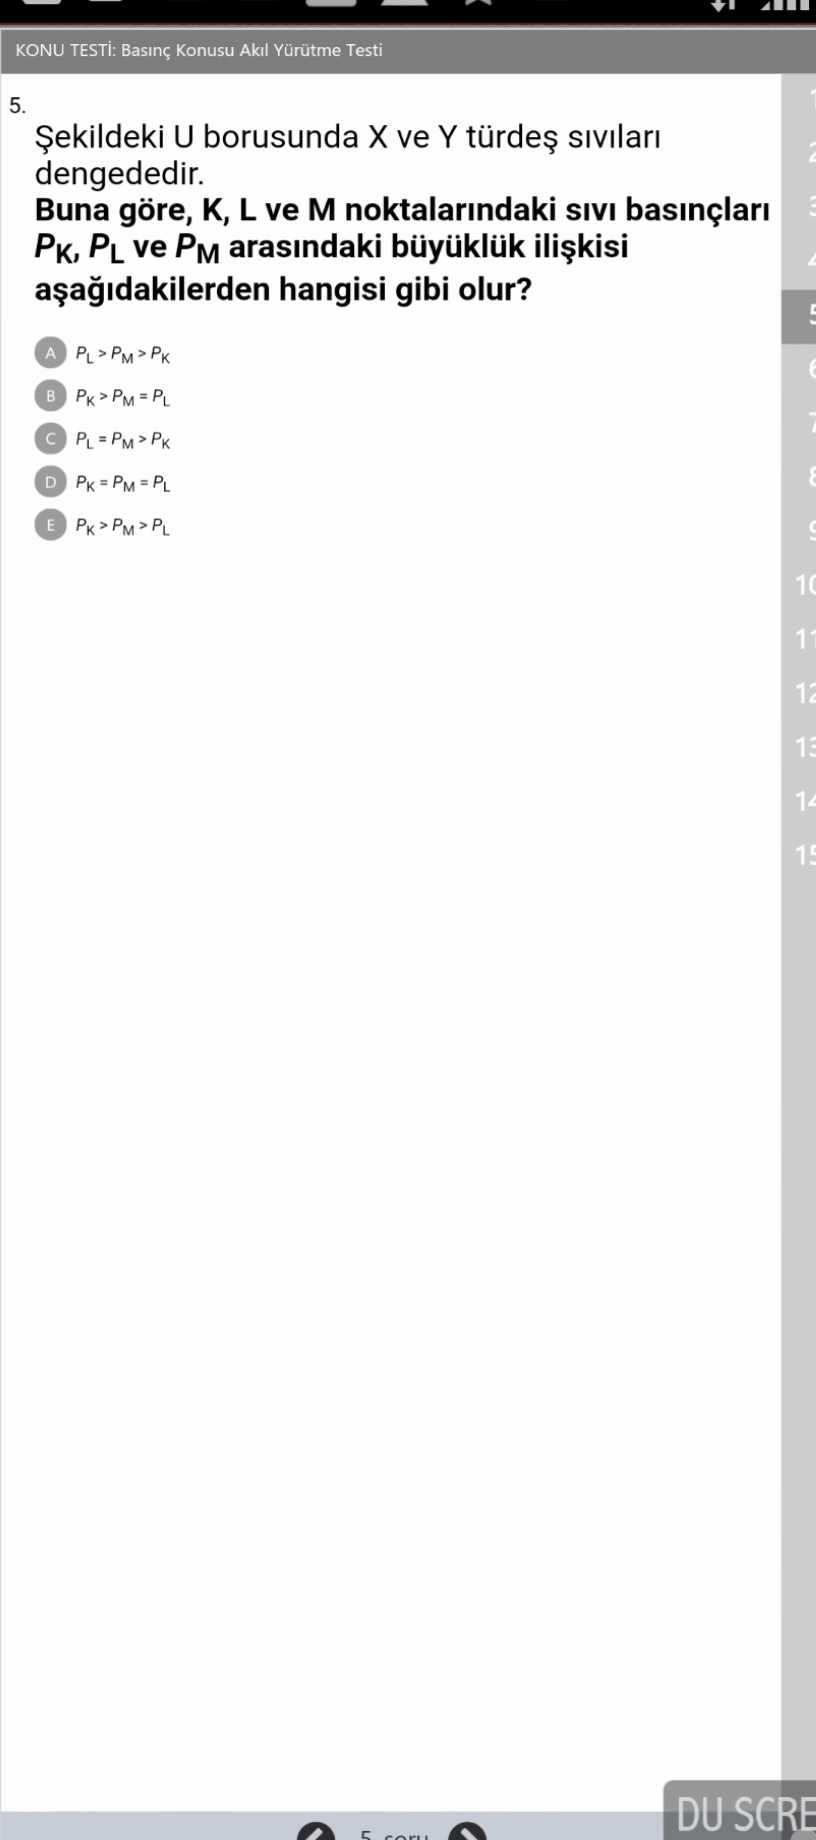 KONU TESTİ: Basınç Konusu Akıl Yürütme Testi
5.
Şekildeki U borusunda X ve Y türdeş sıvıları
dengededir.
Buna göre, K, L ve M noktalarındaki sıvı basınçları
PK, PL ve PM arasındaki büyüklük ilişkisi
aşağıdakilerden hangisi gibi olur?
A PL > PM > PK
B PK > PM = PL
C PL = PM > PK
D PK = PM = PL
E PK > PM > PL
5
10
11
12
13
14
15
5. soru
DU SCRE